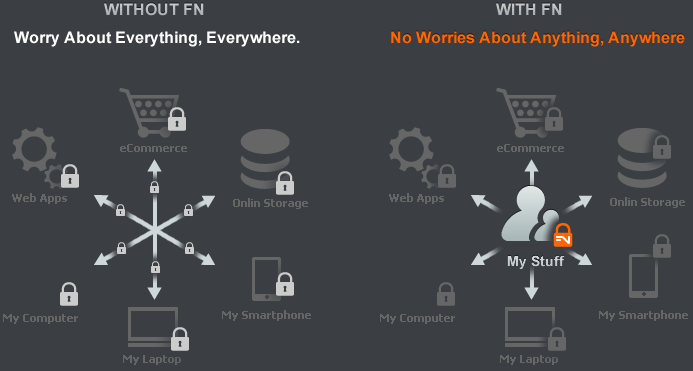 WITHOUT FN
Worry About Everything, Everywhere.
eCommerce
Web Apps
Onlin Storage
My Computer
My Smartphone
My Laptop
WITH FN
No Worries About Anything, Anywhere
eCommerce
Web Apps
Onlin Storage
My Stuff
My Computer
My Smartphone
My Laptop